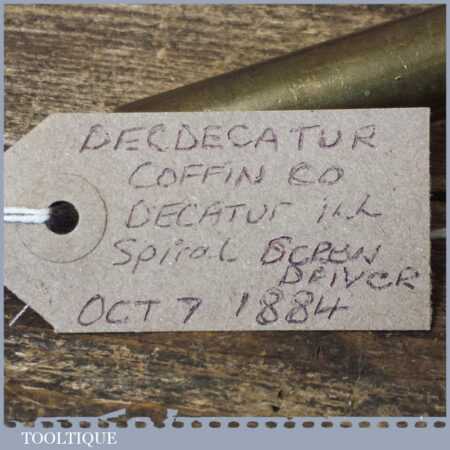 DECDECATUR
COFFIN CO
DECATUR ILL
Spiral SCREW
DRIVER
OCT 7 1884
TOOLTIQUE